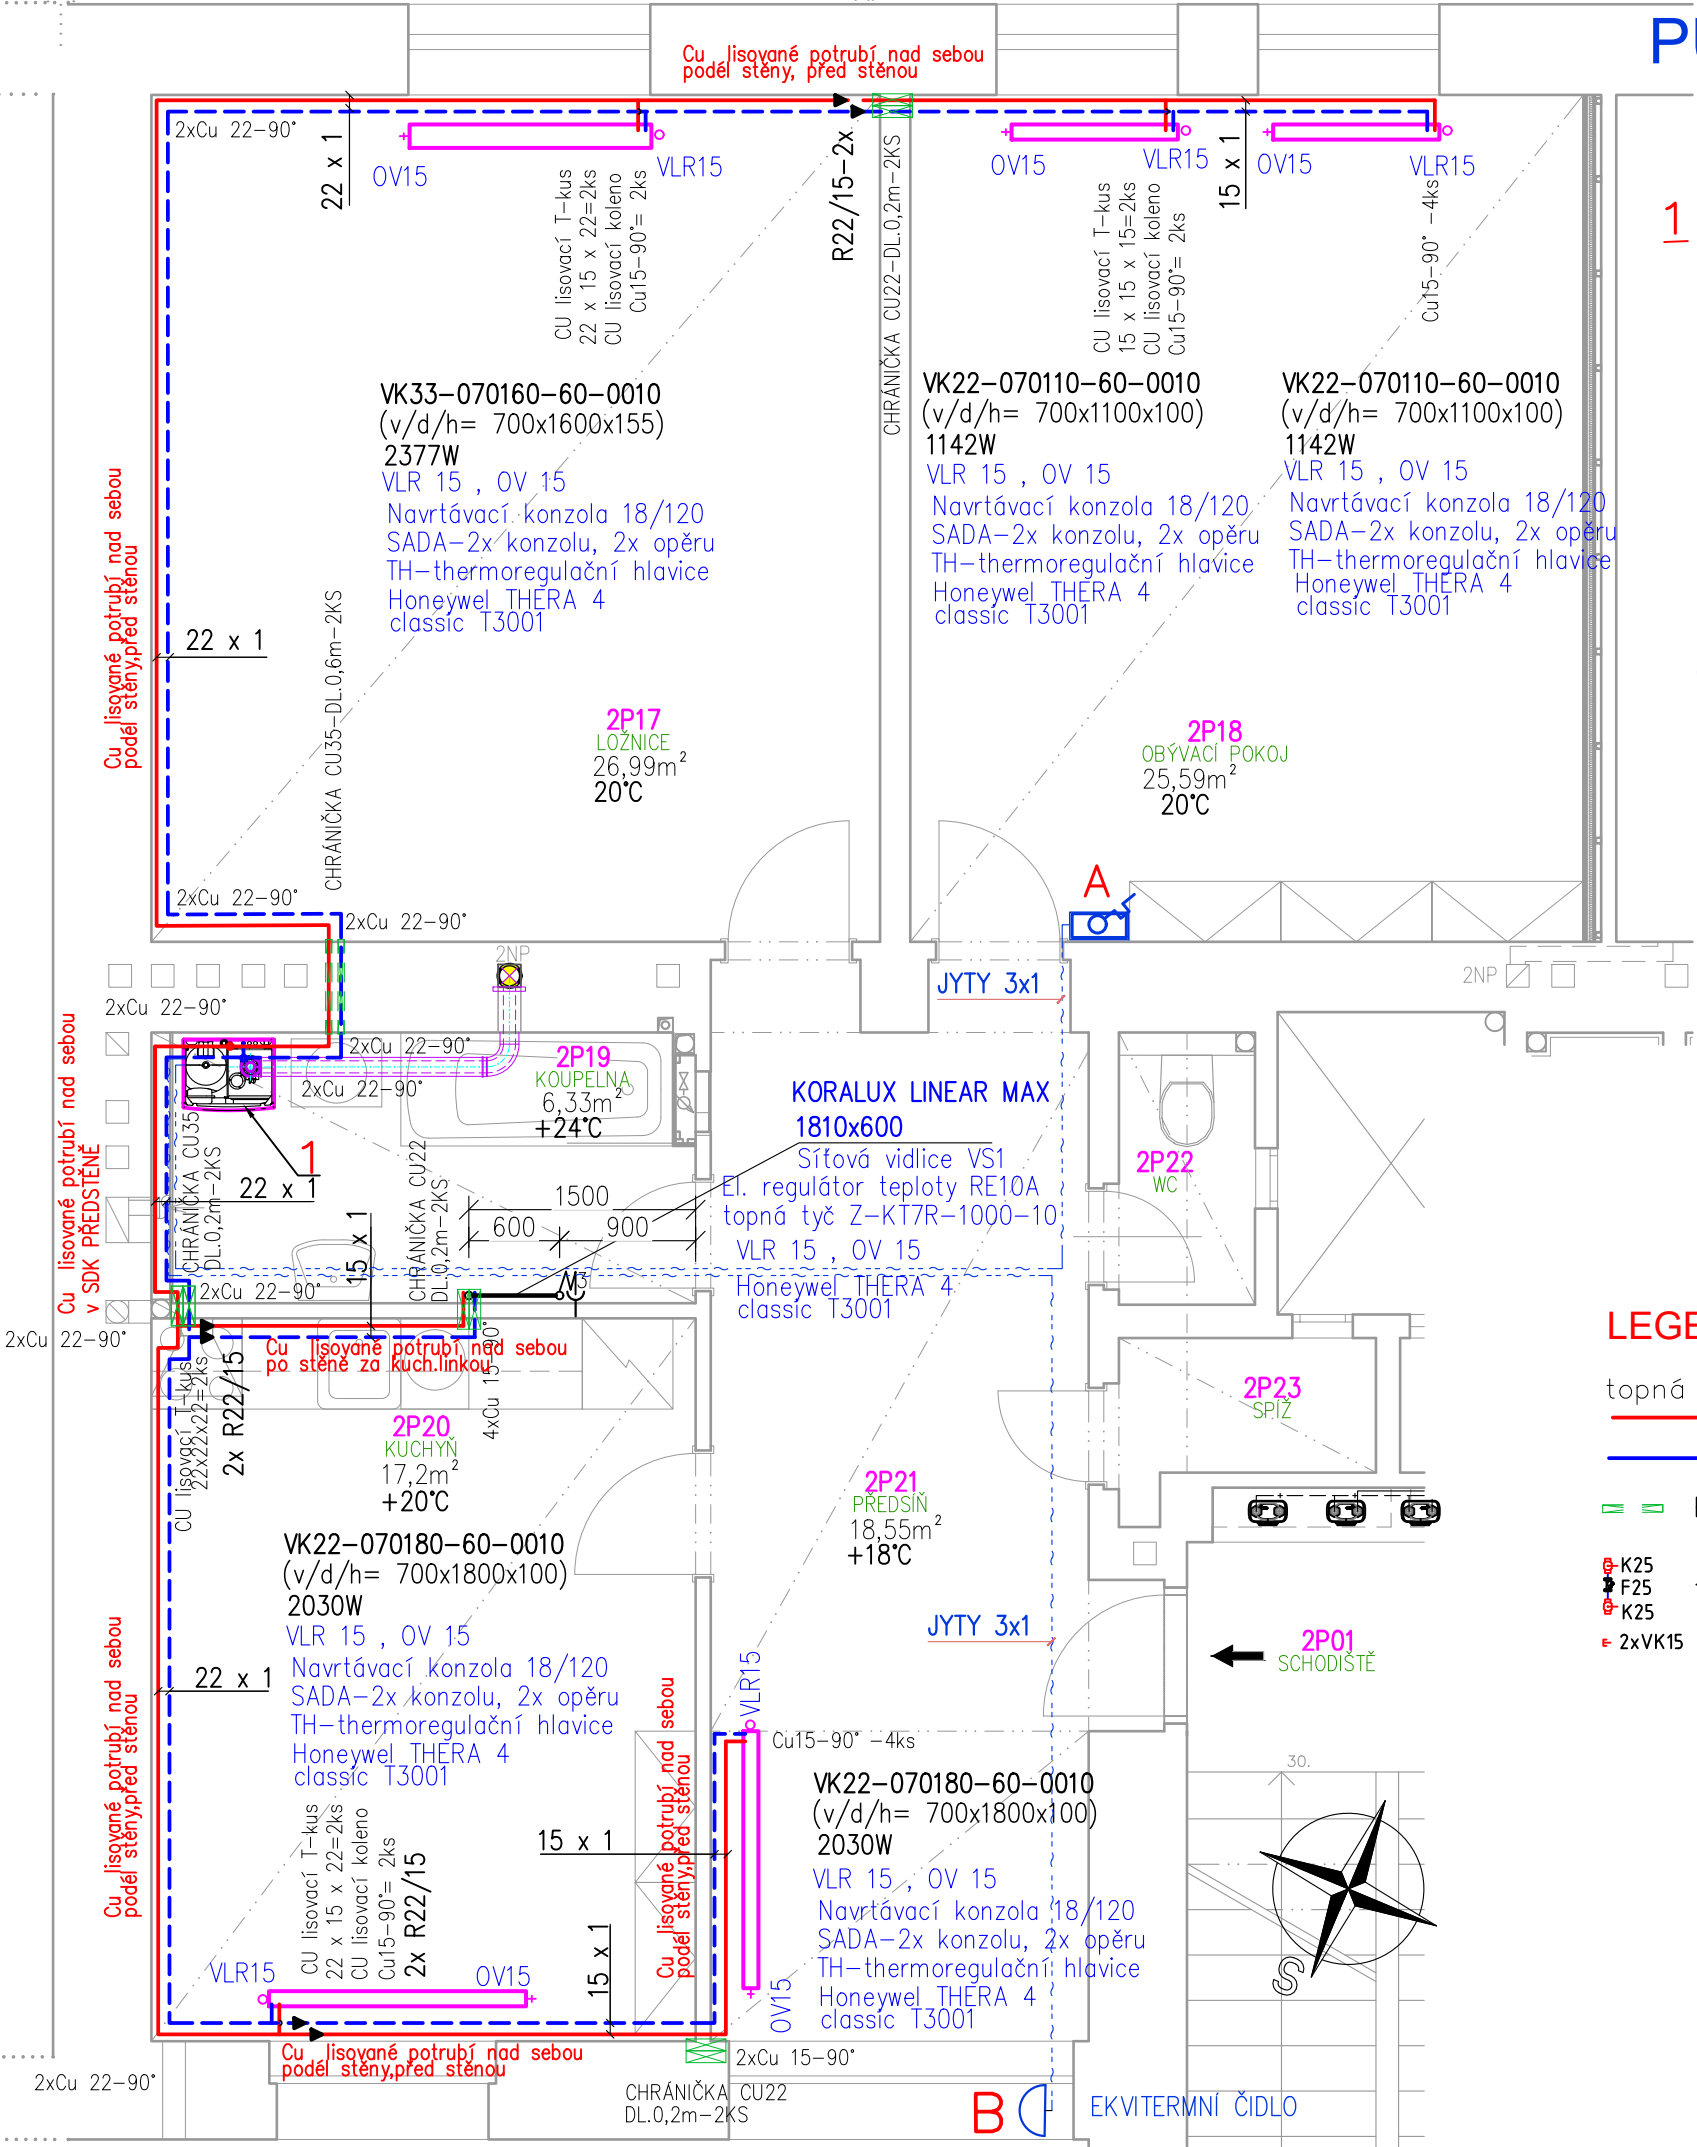 Cu lisované potrubí nad sebou
podél stěny, před stěnou
PU
1
2xCu 22-90°
22 x 1
OV15
VLR15
CU lisovací T-kus
22 x 15 x 22=2ks
CU lisovací koleno
Cu15-90°= 2ks
R22/15-2x
CHRÁNIČKA CU22-DL.0,2m-2KS
OV15
VLR15
15 x 1
OV15
VLR15
CU lisovací T-kus
15 x 15 x 15=2ks
CU lisovací koleno
Cu15-90°= 2ks
Cu15-90° -4ks
VK33-070160-60-0010
(v/d/h= 700x1600x155)
2377W
VLR 15 , OV 15
Navrtávací konzola 18/120
SADA-2x konzolu, 2x opěru
TH-thermoregulační hlavice
Honeywel THERA 4
classic T3001
VK22-070110-60-0010
(v/d/h= 700x1100x100)
1142W
VLR 15 , OV 15
Navrtávací konzola 18/120
SADA-2x konzolu, 2x opěru
TH-thermoregulační hlavice
Honeywel THERA 4
classic T3001
VK22-070110-60-0010
(v/d/h= 700x1100x100)
1142W
VLR 15 , OV 15
Navrtávací konzola 18/120
SADA-2x konzolu, 2x opěru
TH-thermoregulační hlavice
Honeywel THERA 4
classic T3001
Cu lisované potrubí nad sebou
podél stěny,před stěnou
22 x 1
CHRÁNIČKA CU35-DL.0,6m-2KS
2P17
LOŽNICE
26,99m²
20°C
2P18
OBÝVACÍ POKOJ
25,59m²
20°C
A
2xCu 22-90°
2xCu 22-90°
2NP
JYTY 3x1
2NP
2xCu 22-90°
2xCu 22-90°
2xCu 22-90°
Cu lisované potrubí nad sebou
v SDK PŘEDSTĚNĚ
2P19
KOUPELNA
6,33m²
+24°C
CHRÁNIČKA CU35
DL.0,2m-2KS
1
22 x 1
15 x 1
CHRÁNIČKA CU22
DL.0,2m-2KS
1500
600
900
KORALUX LINEAR MAX
1810x600
Síťová vidlice VS1
El. regulátor teploty RE10A
topná tyč Z-KT7R-1000-10
VLR 15 , OV 15
Honeywel THERA 4
classic T3001
2P22
WC
2xCu 22-90°
2xCu 22-90°
Cu lisované potrubí nad sebou
po stěně za kuch.linkou
CU lisovací T-kus
22x22x22=2ks
2x R22/15
4xCu 15-90°
2P20
KUCHYŇ
17,2m²
+20°C
2P23
SPÍŽ
LEGE
topná
2P21
PŘEDSÍŇ
18,55m²
+18°C
K25
F25
K25
2xVK15
VK22-070180-60-0010
(v/d/h= 700x1800x100)
2030W
VLR 15 , OV 15
Navrtávací konzola 18/120
SADA-2x konzolu, 2x opěru
TH-thermoregulační hlavice
Honeywel THERA 4
classic T3001
Cu lisované potrubí nad sebou
podél stěny,před stěnou
22 x 1
JYTY 3x1
2P01
SCHODIŠTĚ
VLR15
Cu15-90° -4ks
Cu lisované potrubí nad sebou
podél stěny,před stěnou
VK22-070180-60-0010
(v/d/h= 700x1800x100)
2030W
VLR 15 , OV 15
Navrtávací konzola 18/120
SADA-2x konzolu, 2x opěru
TH-thermoregulační hlavice
Honeywel THERA 4
classic T3001
30.
S
15 x 1
15 x 1
CU lisovací T-kus
22 x 15 x 22=2ks
CU lisovací koleno
Cu15-90°= 2ks
2x R22/15
VLR15
OV15
OV15
Cu lisované potrubí nad sebou
podél stěny,před stěnou
2xCu 15-90°
2xCu 22-90°
CHRÁNIČKA CU22
DL.0,2m-2KS
B
EKVITERMNÍ ČIDLO